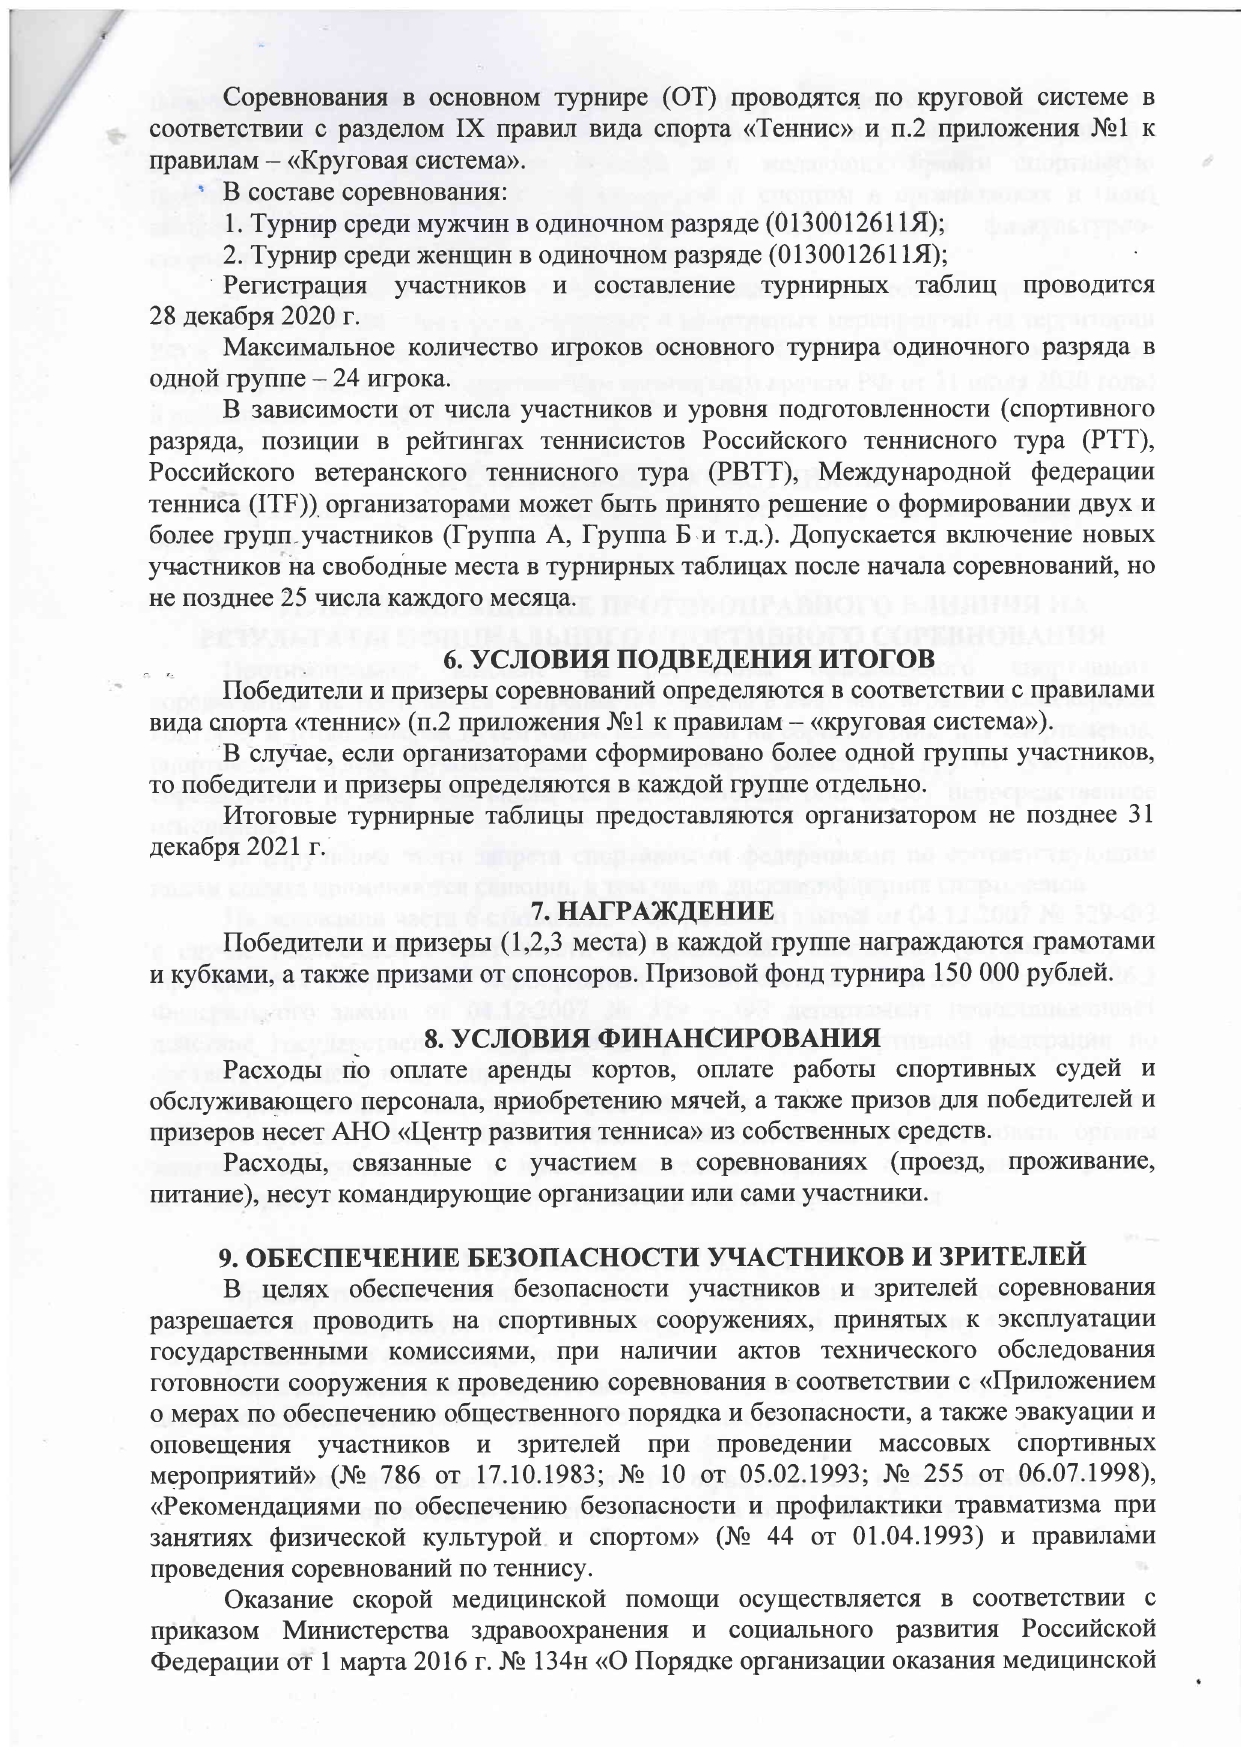 Соревнования в основном турнире (ОТ) проводятся по круговой системе в
соответствии с разделом IX правил вида спорта «Теннис» и п.2 приложения №1 к
правилам – «Круговая система».
В составе соревнования:
1. Турнир среди мужчин в одиночном разряде (0130012611Я);
2. Турнир среди женщин в одиночном разряде (0130012611Я);
Регистрация участников и составление турнирных таблиц проводится
28 декабря 2020 г.
Максимальное количество игроков основного турнира одиночного разряда в
одной группе – 24 игрока.
В зависимости от числа участников и уровня подготовленности (спортивного
разряда, позиции в рейтингах теннисистов Российского теннисного тура (РТТ),
Российского ветеранского теннисного тура (РВТТ), Международной федерации
тенниса (ITF)) организаторами может быть принято решение о формировании двух и
более групп участников (Группа А, Группа Б и т.д.). Допускается включение новых
участников на свободные места в турнирных таблицах после начала соревнований, но
не позднее 25 числа каждого месяца.
6. УСЛОВИЯ ПОДВЕДЕНИЯ ИТОГОВ
Победители и призеры соревнований определяются в соответствии с правилами
вида спорта «теннис» (п.2 приложения №1 к правилам – «круговая система»).
В случае, если организаторами сформировано более одной группы участников,
то победители и призеры определяются в каждой группе отдельно.
Итоговые турнирные таблицы предоставляются организатором не позднее 31
декабря 2021 г.
7. НАГРАЖДЕНИЕ
Победители и призеры (1,2,3 места) в каждой группе награждаются грамотами
и кубками, а также призами от спонсоров. Призовой фонд турнира 150 000 рублей.
8. УСЛОВИЯ ФИНАНСИРОВАНИЯ
Расходы по оплате аренды кортов, оплате работы спортивных судей и
обслуживающего персонала, приобретению мячей, а также призов для победителей и
призеров несет АНО «Центр развития тенниса» из собственных средств.
Расходы, связанные с участием в соревнованиях (проезд, проживание,
питание), несут командирующие организации или сами участники.
9. ОБЕСПЕЧЕНИЕ БЕЗОПАСНОСТИ УЧАСТНИКОВ И ЗРИТЕЛЕЙ
В целях обеспечения безопасности участников и зрителей соревнования
разрешается проводить на спортивных сооружениях, принятых к эксплуатации
государственными комиссиями, при наличии актов технического обследования
готовности сооружения к проведению соревнования в соответствии с «Приложением
о мерах по обеспечению общественного порядка и безопасности, а также эвакуации и
оповещения участников и зрителей при проведении массовых спортивных
мероприятий» (№ 786 от 17.10.1983; № 10 от 05.02.1993; № 255 от 06.07.1998),
«Рекомендациями по обеспечению безопасности и профилактики травматизма при
занятиях физической культурой и спортом» (№ 44 от 01.04.1993) и правилами
проведения соревнований по теннису.
Оказание скорой медицинской помощи осуществляется в соответствии с
приказом Министерства здравоохранения и социального развития Российской
Федерации от 1 марта 2016 г. № 134н «О Порядке организации оказания медицинской